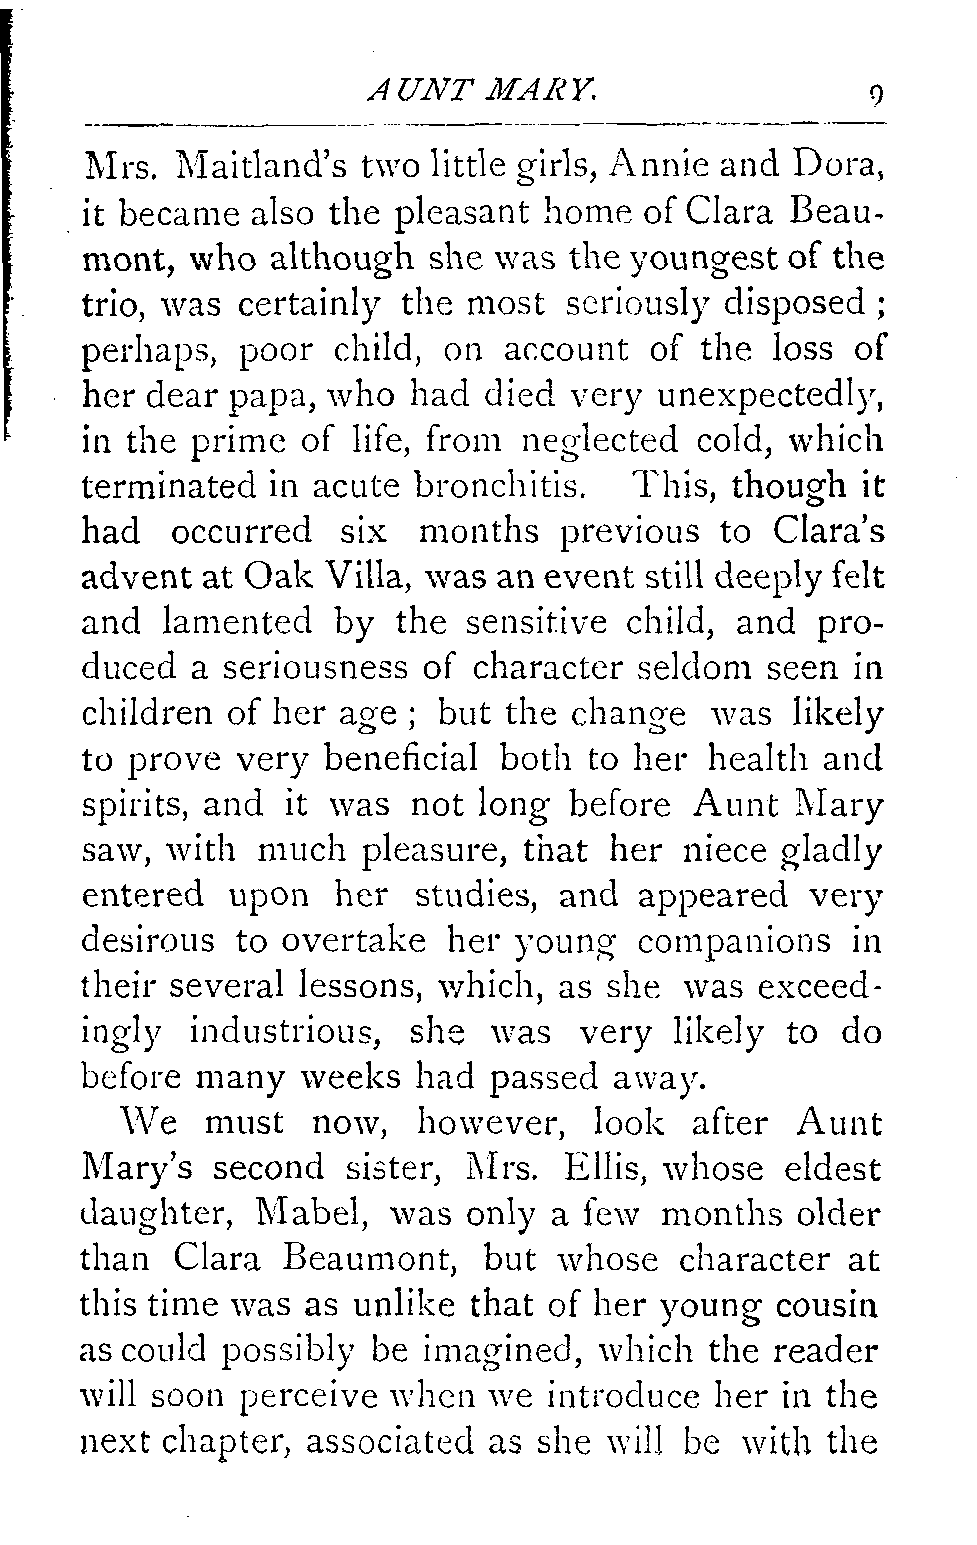 AUNT MARY. 9
Mrs. Maitland's two little girls, Annie and Dora,
it became also the pleasant home of Clara Beau-
mont, who although she was the youngest of the
trio, was certainly the most seriously disposed ;
perhaps, poor child, on account of the loss of
her dear papa, who had died very unexpectedly,
in the prime of life, from neglected cold, which
terminated in acute bronchitis. This, though it
had occurred six months previous to Clara's
advent at Oak Villa, was an event still deeply felt
and lamented by the sensitive child, and pro-
duced a seriousness of character seldom seen in
children of her age ; but the change was likely
to prove very beneficial both to her health and
spirits, and it was not long before Aunt Mary
saw, with much pleasure, that her niece gladly
entered upon her studies, and appeared very
desirous to overtake her young companions in
their several lessons, which, as she was exceed-
ingly industrious, she was very likely to do
before many weeks had passed away.
We must now, however, look after Aunt
Mary's second sister, Mrs. Ellis, whose eldest
daughter, Mabel, was only a few months older
than Clara Beaumont, but whose character at
this time was as unlike that of her young cousin
as could possibly be imagined, which the reader
will soon perceive when we introduce her in the
next chapter, associated as she will be with the